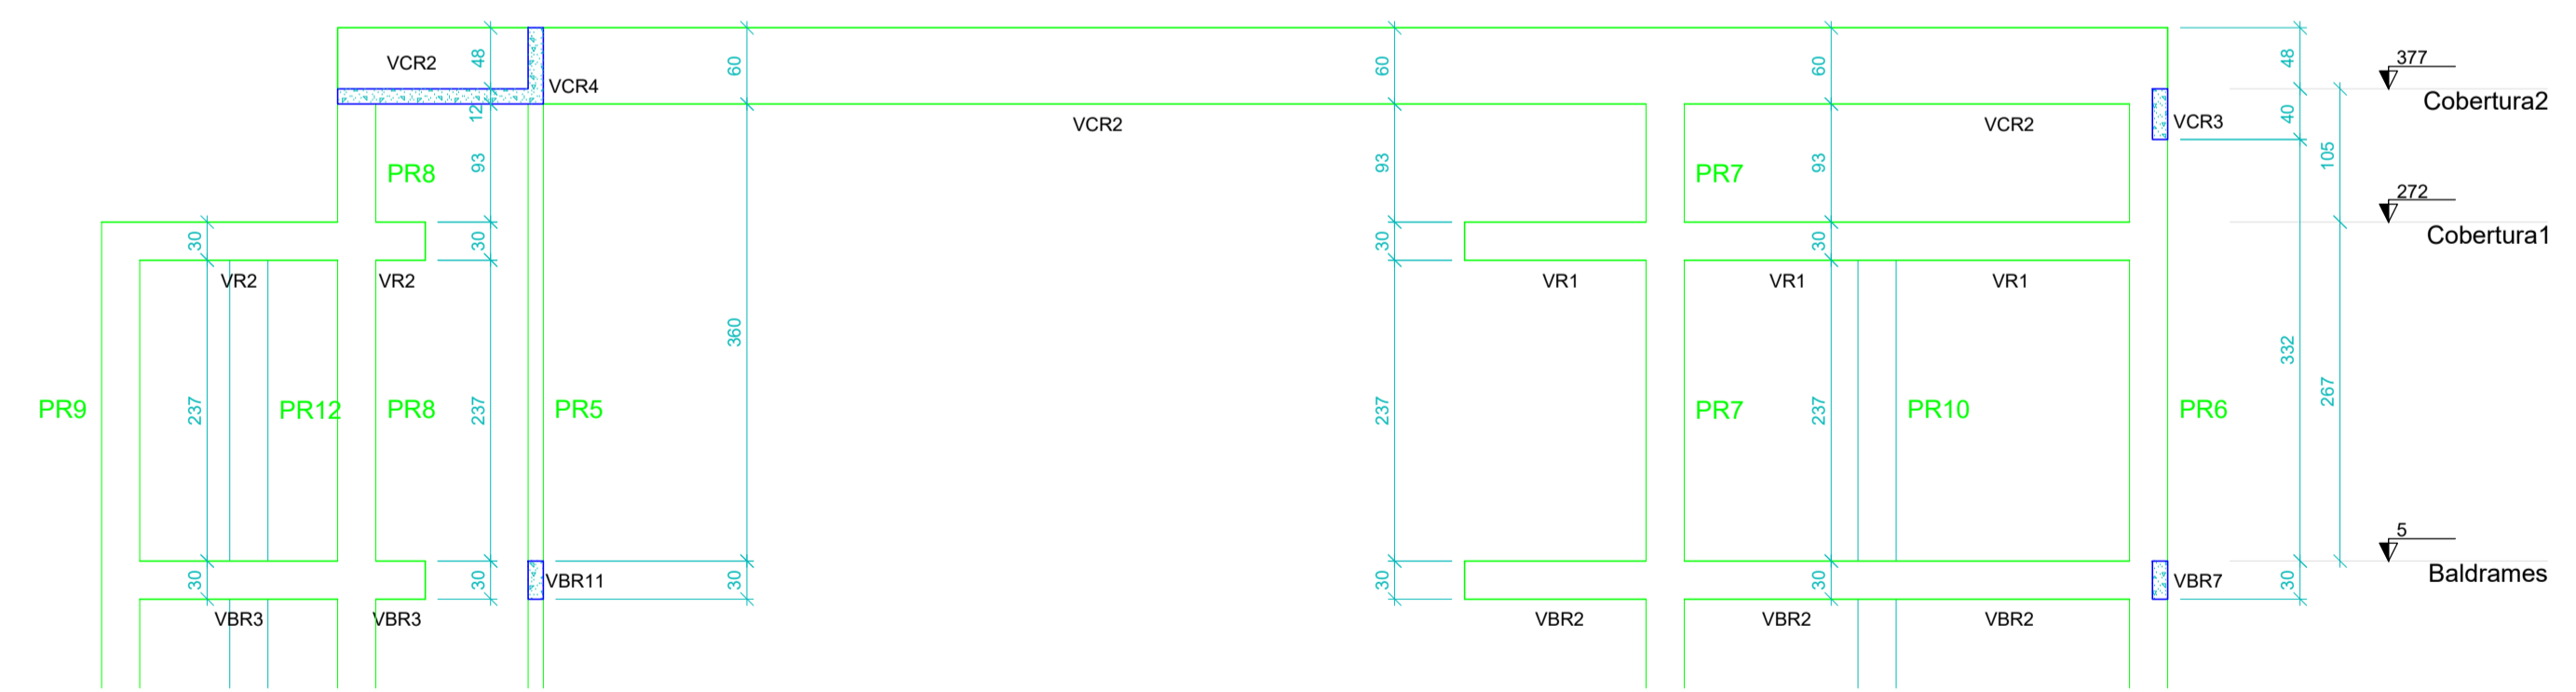 VCR2
48
VCR4
60
60
60
48
377
Cobertura2
12
VCR2
VCR2
40
VCR3
PR8
93
93
PR7
93
105
272
Cobertura1
30
30
30
30
VR2
VR2
VR1
VR1
VR1
360
332
PR9
237
PR12
PR8
237
PR5
237
PR7
237
PR10
PR6
267
5
Baldrames
30
30
VBR11
30
30
30
VBR7
30
VBR3
VBR3
VBR2
VBR2
VBR2